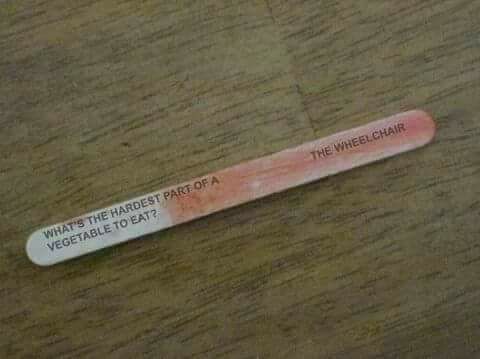 WHAT'S THE HARDEST PART OF A
VEGETABLE TO EAT?
THE WHEELCHAIR